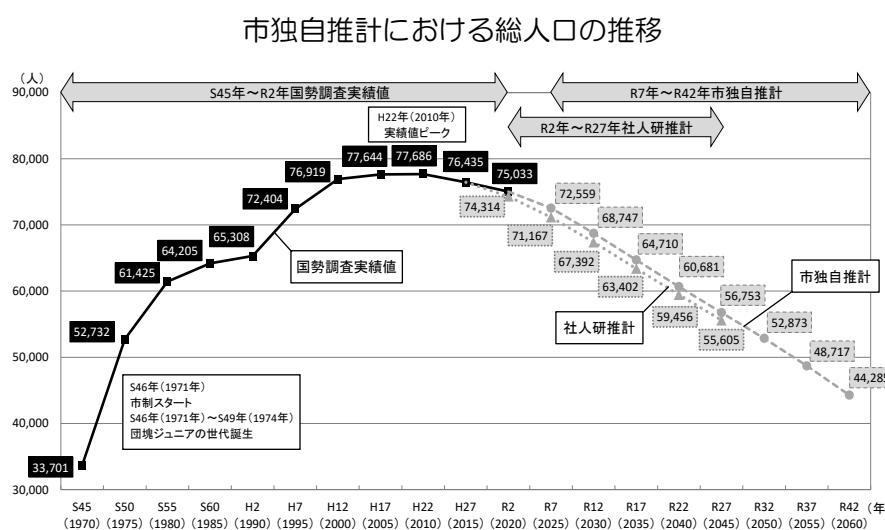 市独自推計における総人口の推移
（人）
90,000
80,000
70,000
60,000
50,000
40,000
30,000
S45年～R2年国勢調査実績値
R7年～R42年市独自推計
R2年～R27年社人研推計
H22年（2010年）
実績値ピーク
33,701
52,732
61,425
64,205
65,308
72,404
76,919
77,644
77,686
76,435
75,033
74,314
71,167
67,392
63,402
59,456
55,605
72,559
68,747
64,710
60,681
56,753
52,873
48,717
44,285
国勢調査実績値
社人研推計
市独自推計
S46年（1971年）
市制スタート
S46年（1971年）～S49年（1974年）
団塊ジュニアの世代誕生
S45 S50 S55 S60 H2 H7 H12 H17 H22 H27 R2 R7 R12 R17 R22 R27 R32 R37 R42 （年）
（1970） （1975） （1980） （1985） （1990） （1995） （2000） （2005） （2010） （2015） （2020） （2025） （2030） （2035） （2040） （2045） （2050） （2055） （2060）